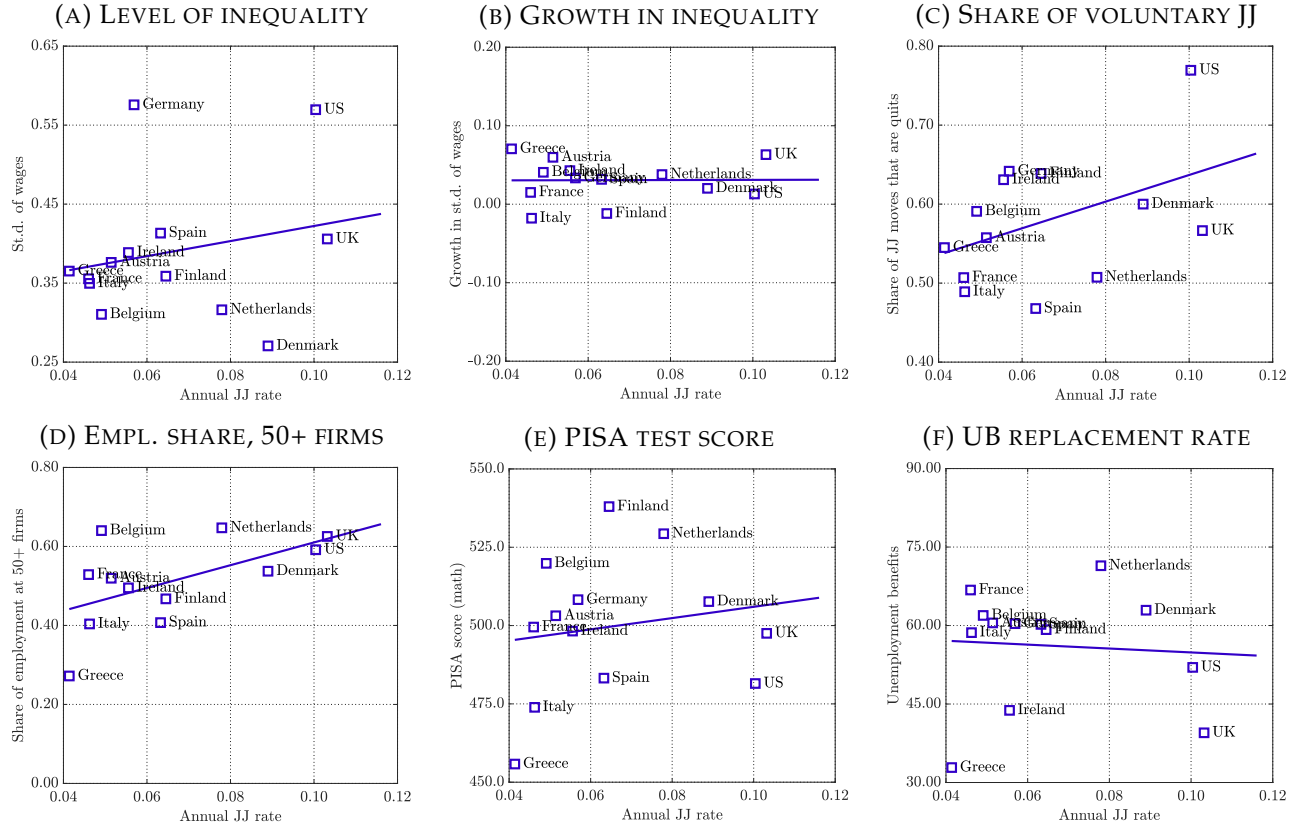 (A) LEVEL OF INEQUALITY
0.65
0.55
0.45
0.35
0.25
St.d. of wages
Germany
US
Spain
UK
Ireland
Austria
Greece
France
Finland
Italy
Belgium
Netherlands
Denmark
0.04 0.06 0.08 0.10 0.12
Annual JJ rate
(B) GROWTH IN INEQUALITY
0.20
0.10
0.00
-0.10
-0.20
Growth in st.d. of wages
Greece
Austria
UK
Ireland
Belgium
Netherlands
Germany
Spain
Denmark
France
US
Finland
Italy
0.04 0.06 0.08 0.10 0.12
Annual JJ rate
(C) SHARE OF VOLUNTARY JJ
0.80
0.70
0.60
0.50
0.40
Share of JJ moves that are quits
US
Germany
Finland
Ireland
Belgium
Denmark
UK
Austria
Greece
France
Netherlands
Italy
Spain
0.04 0.06 0.08 0.10 0.12
Annual JJ rate
(D) EMPL. SHARE, 50+ FIRMS
0.80
0.60
0.40
0.20
0.00
Share of employment at 50+ firms
Belgium
Netherlands
UK
US
France
Austria
Denmark
Ireland
Finland
Italy
Spain
Greece
0.04 0.06 0.08 0.10 0.12
Annual JJ rate
(E) PISA TEST SCORE
550.0
525.0
500.0
475.0
450.0
PISA score (math)
Finland
Netherlands
Belgium
Germany
Denmark
Austria
France
Ireland
UK
Spain
US
Italy
Greece
0.04 0.06 0.08 0.10 0.12
Annual JJ rate
(F) UB REPLACEMENT RATE
90.00
75.00
60.00
45.00
30.00
Unemployment benefits
Netherlands
France
Belgium
Denmark
Austria
Germany
Spain
Finland
Italy
US
Ireland
UK
Greece
0.04 0.06 0.08 0.10 0.12
Annual JJ rate